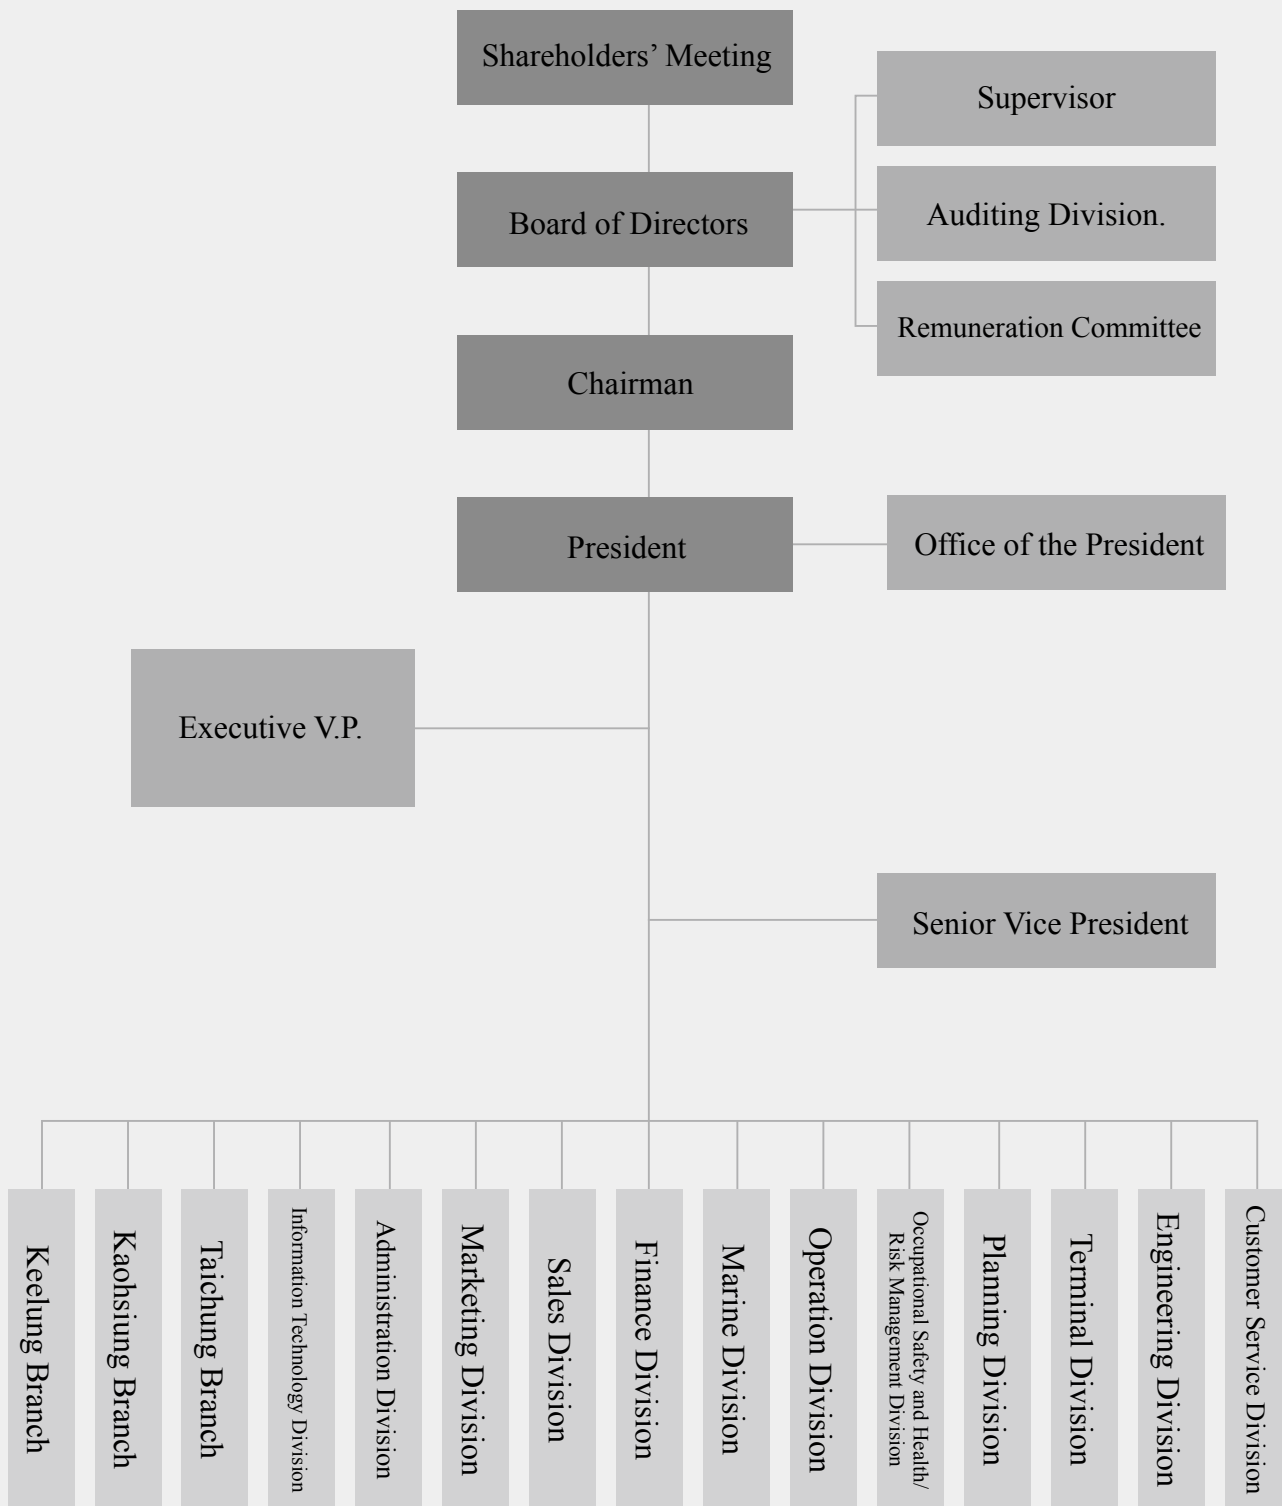 Shareholders’ Meeting
Supervisor
Board of Directors
Auditing Division.
Remuneration Committee
Chairman
President
Office of the President
Executive V.P.
Senior Vice President
Keelung Branch
Kaohsiung Branch
Taichung Branch
Information Technology Division
Administration Division
Marketing Division
Sales Division
Finance Division
Marine Division
Operation Division
Occupational Safety and Health/
Risk Management Division
Planning Division
Terminal Division
Engineering Division
Customer Service Division